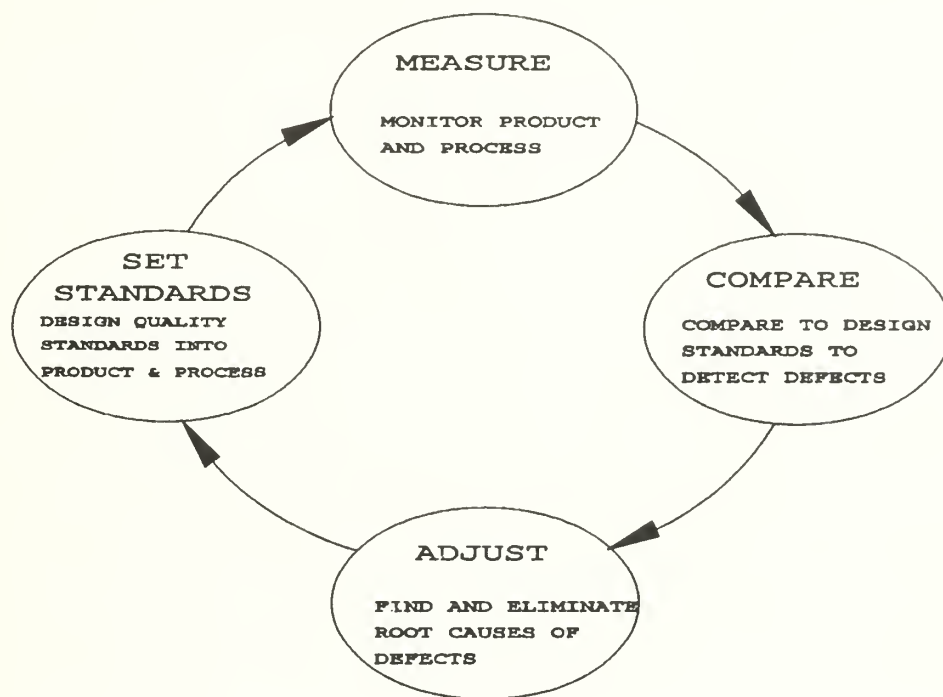 MEASURE
MONITOR PRODUCT
AND PROCESS
SET
STANDARDS
DESIGN QUALITY
STANDARDS INTO
PRODUCT & PROCESS
COMPARE
COMPARE TO DESIGN
STANDARDS TO
DETECT DEFECTS
ADJUST
FIND AND ELIMINATE
ROOT CAUSES OF
DEFECTS